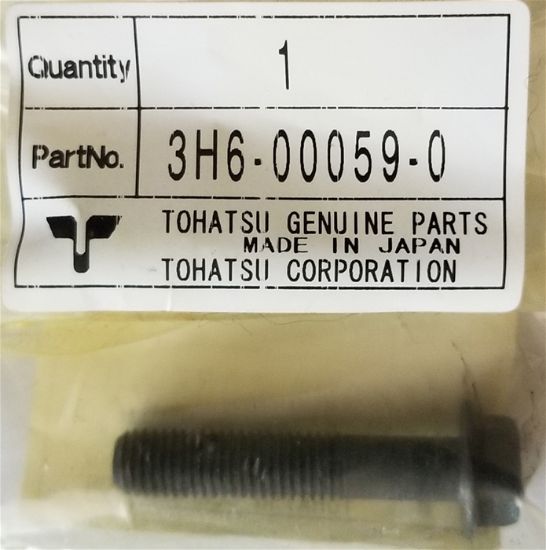 Quantity 1
PartNo. 3H6-00059-0
TOHATSU GENUINE PARTS
MADE IN JAPAN
TOHATSU CORPORATION